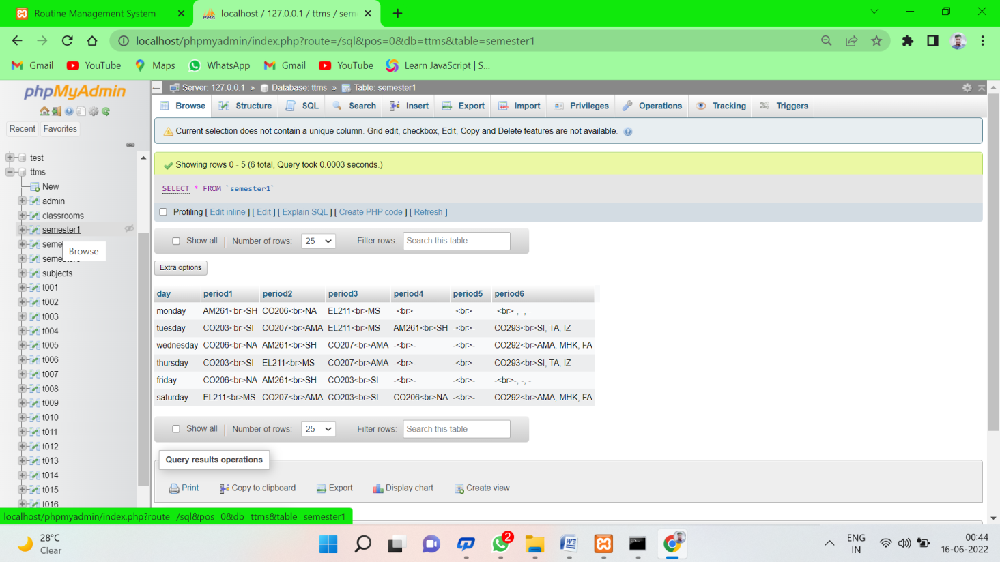 Routine Management System
localhost / 127.0.0.1 / ttms / sem
localhost/phpmyadmin/index.php?route=/sql&pos=0&db=ttms&table=semester1
Gmail YouTube Maps WhatsApp Gmail YouTube Learn JavaScript | S...
phpMyAdmin
Recent Favorites
test
ttms
New
admin
classrooms
semester1
seme
Browse
subjects
t001
t002
t003
t004
t005
t006
t007
t008
t009
t010
t011
t012
t013
t014
t015
t016
Server: 127.0.0.1 » Database: ttms » Table: semester1
Browse Structure SQL Search Insert Export Import Privileges Operations Tracking Triggers
Current selection does not contain a unique column. Grid edit, checkbox, Edit, Copy and Delete features are not available.
Showing rows 0 - 5 (6 total, Query took 0.0003 seconds.)
SELECT * FROM `semester1`
Profiling [ Edit inline ] [ Edit ] [ Explain SQL ] [ Create PHP code ] [ Refresh ]
Show all | Number of rows: 25 Filter rows: Search this table
Extra options
day period1 period2 period3 period4 period5 period6
monday AM261<br>SH CO206<br>NA EL211<br>MS -<br>- -<br>- -<br>-, -, -
tuesday CO203<br>SI CO207<br>AMA EL211<br>MS AM261<br>SH -<br>- CO293<br>SI, TA, IZ
wednesday CO206<br>NA AM261<br>SH CO207<br>AMA -<br>- -<br>- CO292<br>AMA, MHK, FA
thursday CO203<br>SI EL211<br>MS CO207<br>AMA -<br>- -<br>- CO293<br>SI, TA, IZ
friday CO206<br>NA AM261<br>SH CO203<br>SI -<br>- -<br>- -<br>-, -, -
saturday EL211<br>MS CO207<br>AMA CO203<br>SI CO206<br>NA -<br>- CO292<br>AMA, MHK, FA
Show all | Number of rows: 25 Filter rows: Search this table
Query results operations
Print Copy to clipboard Export Display chart Create view
localhost/phpmyadmin/index.php?route=/sql&pos=0&db=ttms&table=semester1
28°C
Clear
2
ENG
IN
00:44
16-06-2022